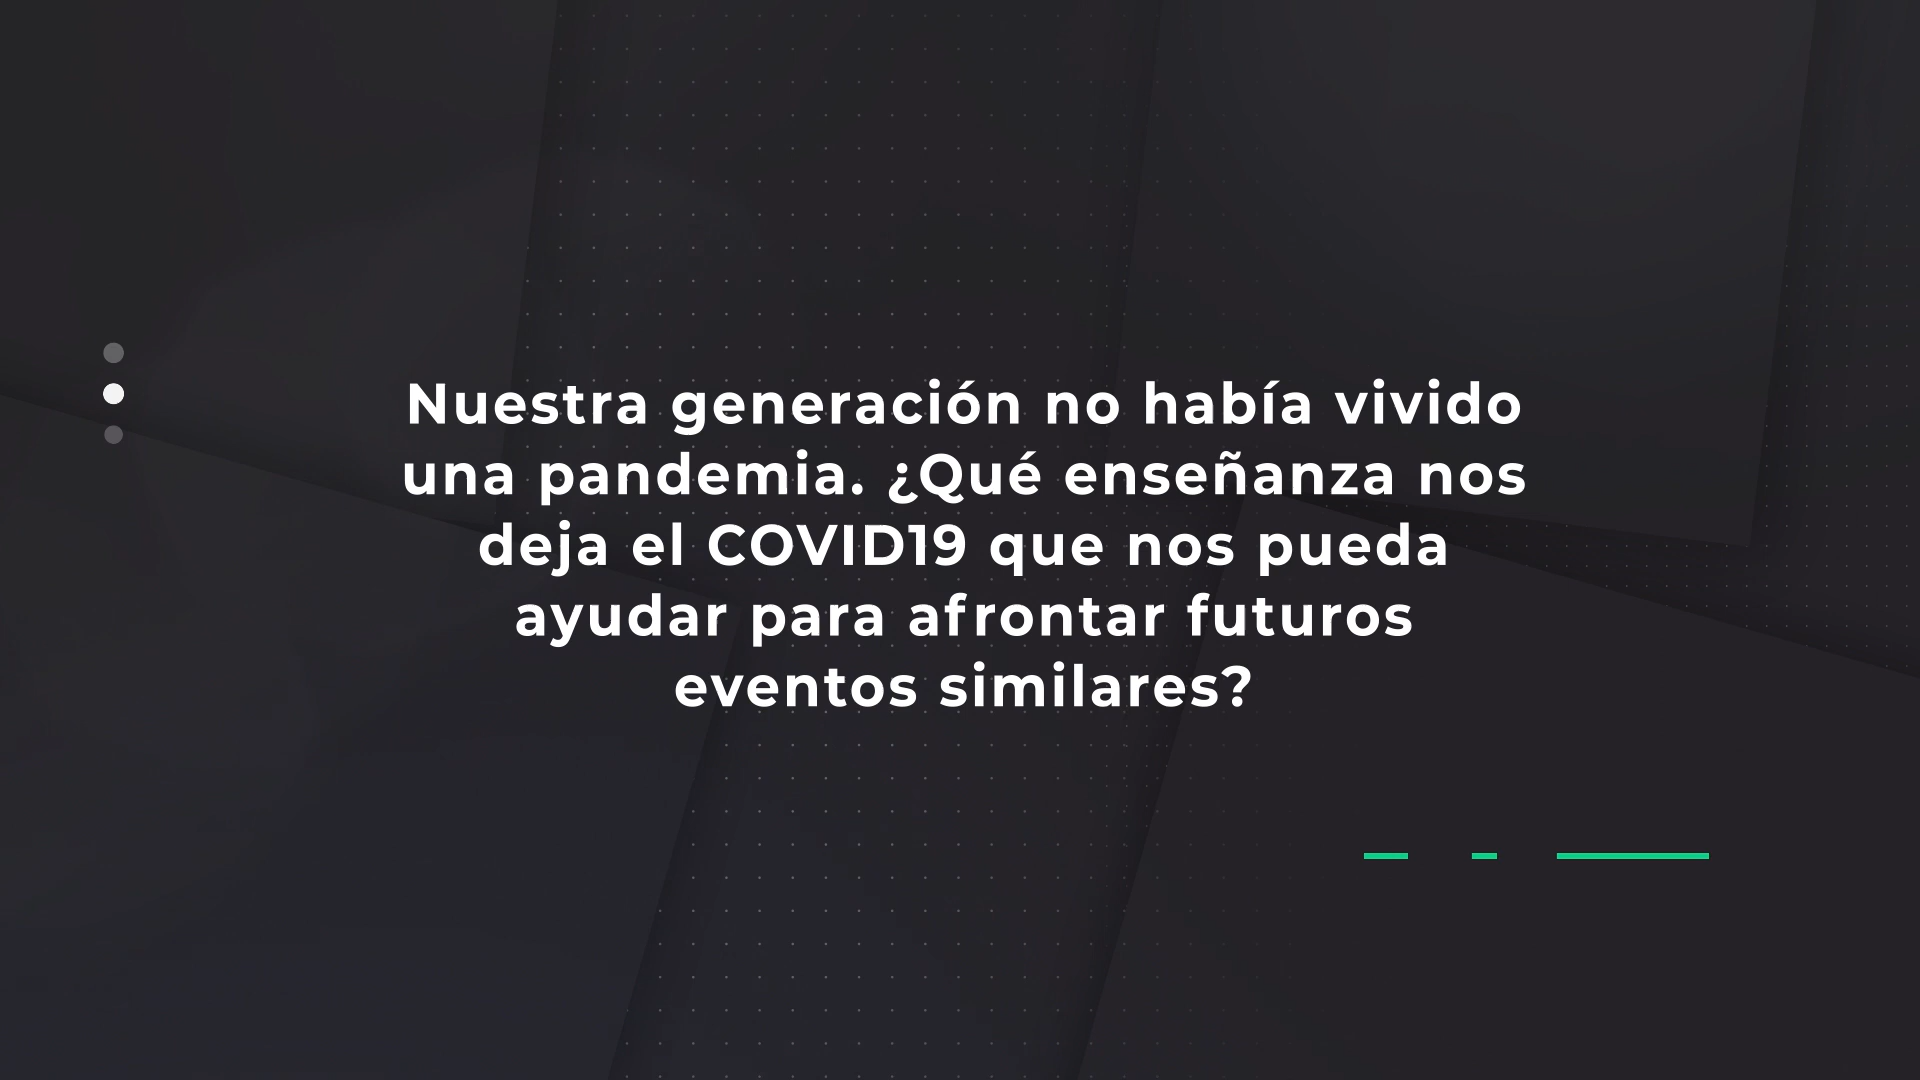 Nuestra generación no había vivido
una pandemia. ¿Qué enseñanza nos
deja el COVID19 que nos pueda
ayudar para afrontar futuros
eventos similares?